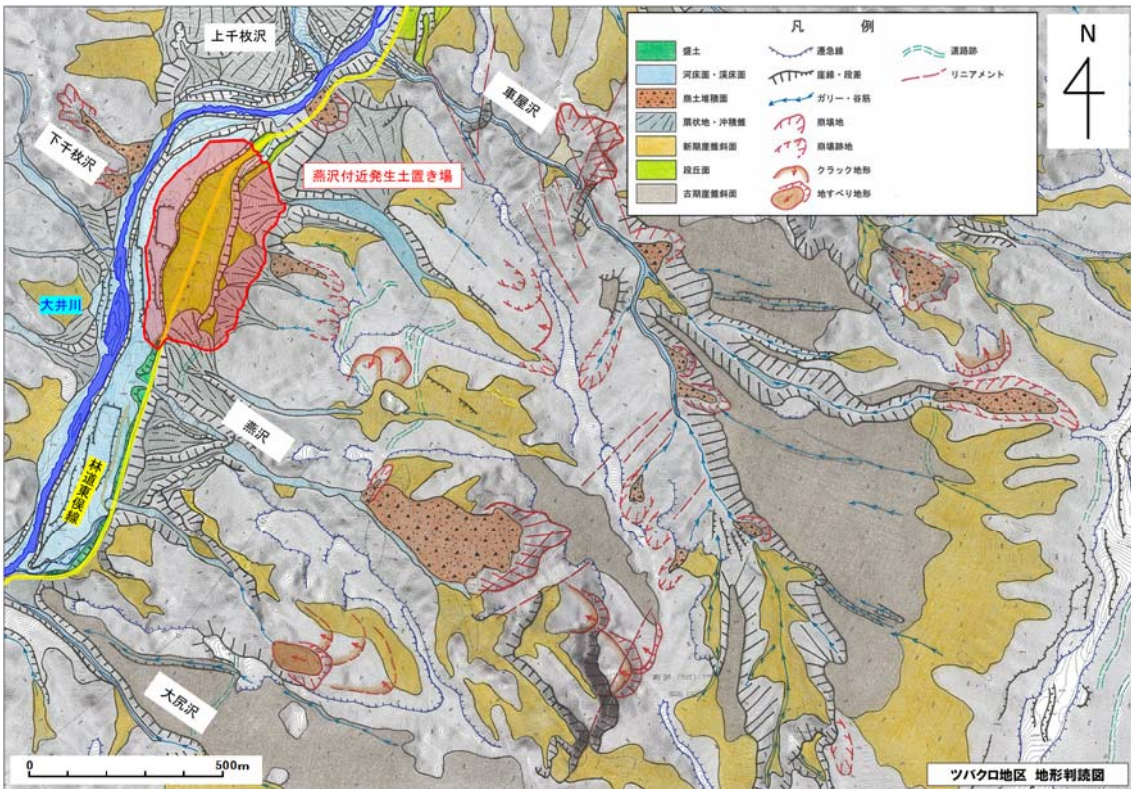 上千枚沢
下千枚沢
車屋沢
燕沢付近発生土置き場
大井川
燕沢
林道東俣線
大尻沢
凡例
盛土
河床面・渓床面
崩土堆積面
扇状地・沖積錐
新期崖錐斜面
段丘面
古期崖錐斜面
遷急線
崖線・段差
ガリー・谷筋
崩壊地
崩壊跡地
クラック地形
地すべり地形
道路跡
リニアメント
N
0 500m
ツバクロ地区 地形判読図